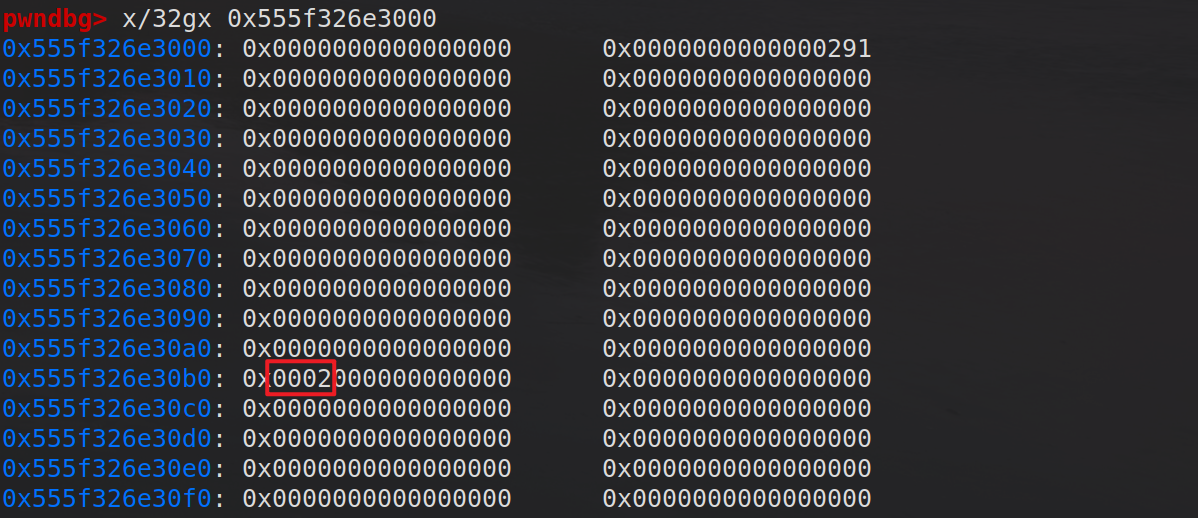 pwndbg> x/32gx 0x555f326e3000
0x555f326e3000: 0x0000000000000000 0x0000000000000291
0x555f326e3010: 0x0000000000000000 0x0000000000000000
0x555f326e3020: 0x0000000000000000 0x0000000000000000
0x555f326e3030: 0x0000000000000000 0x0000000000000000
0x555f326e3040: 0x0000000000000000 0x0000000000000000
0x555f326e3050: 0x0000000000000000 0x0000000000000000
0x555f326e3060: 0x0000000000000000 0x0000000000000000
0x555f326e3070: 0x0000000000000000 0x0000000000000000
0x555f326e3080: 0x0000000000000000 0x0000000000000000
0x555f326e3090: 0x0000000000000000 0x0000000000000000
0x555f326e30a0: 0x0000000000000000 0x0000000000000000
0x555f326e30b0: 0x0002000000000000 0x0000000000000000
0x555f326e30c0: 0x0000000000000000 0x0000000000000000
0x555f326e30d0: 0x0000000000000000 0x0000000000000000
0x555f326e30e0: 0x0000000000000000 0x0000000000000000
0x555f326e30f0: 0x0000000000000000 0x0000000000000000